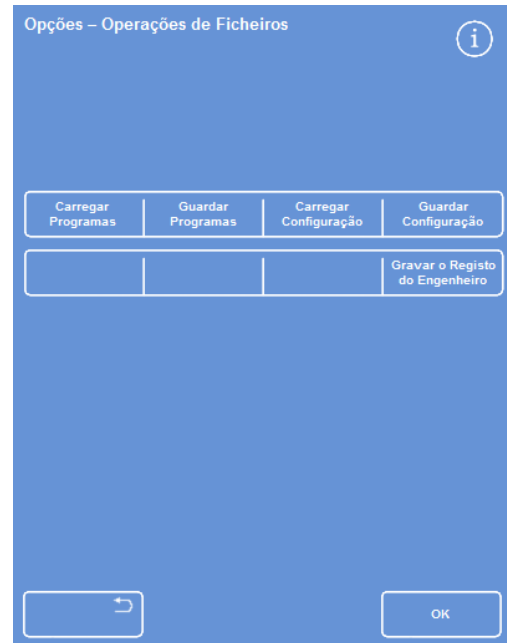 Opções – Operações de Ficheiros
i
Carregar Programas
Guardar Programas
Carregar Configuração
Guardar Configuração
Gravar o Registo do Engenheiro
OK